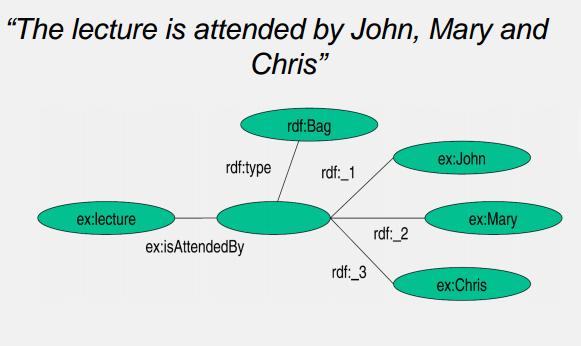 “The lecture is attended by John, Mary and
Chris”
rdf:Bag
rdf:type
rdf:_1
ex:John
ex:lecture
ex:Mary
ex:isAttendedBy
rdf:_2
rdf:_3
ex:Chris